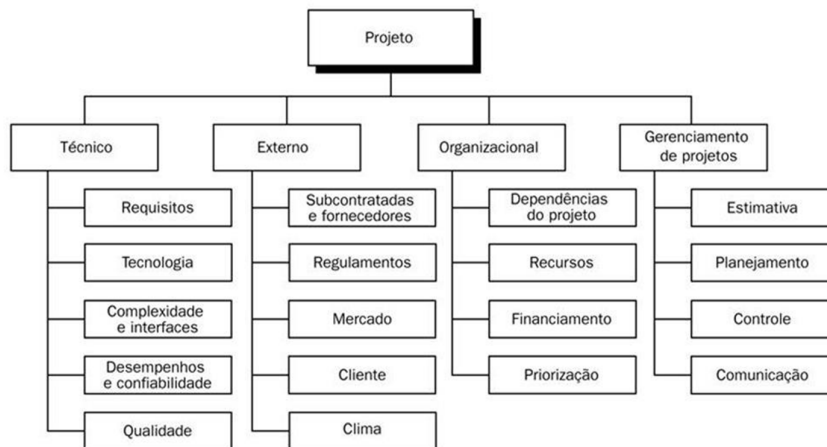 Projeto
Técnico
Externo
Organizacional
Gerenciamento
de projetos
Requisitos
Tecnologia
Complexidade
e interfaces
Desempenhos
e confiabilidade
Qualidade
Subcontratadas
e fornecedores
Regulamentos
Mercado
Cliente
Clima
Dependências
do projeto
Recursos
Financiamento
Priorização
Estimativa
Planejamento
Controle
Comunicação